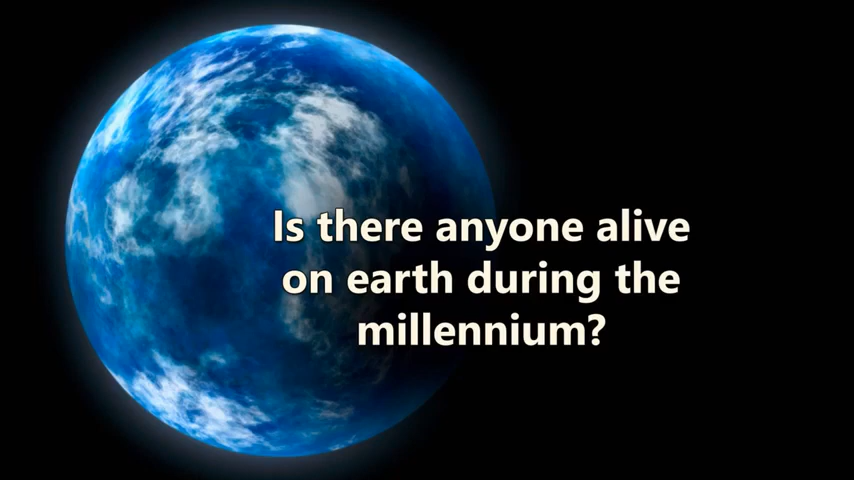 Is there anyone alive
on earth during the
millennium?